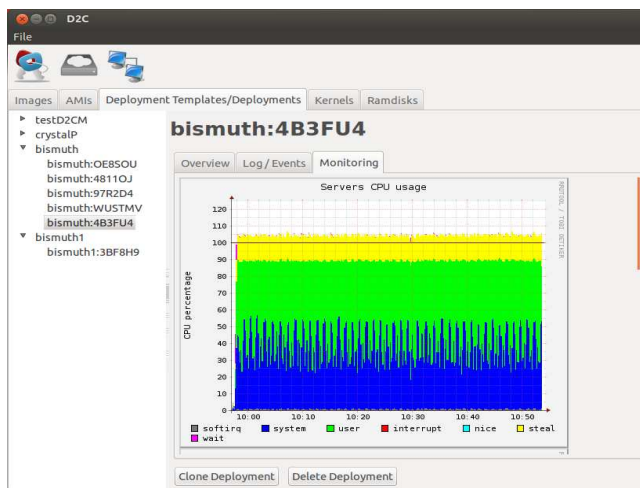 D2C
File
Images AMIs Deployment Templates/Deployments Kernels Ramdisks
testD2CM
crystalP
bismuth
bismuth:OE8SOU
bismuth:4811OJ
bismuth:97R2D4
bismuth:WUSTMV
bismuth:4B3FU4
bismuth1
bismuth1:3BF8H9
bismuth:4B3FU4
Overview Log / Events Monitoring
Servers CPU usage
RRDTOOL / TOBI OETIKER
CPU percentage
120
110
100
90
80
70
60
50
40
30
20
10
0
10:00 10:10 10:20 10:30 10:40 10:50
softirq system user interrupt nice steal
wait
Clone Deployment Delete Deployment